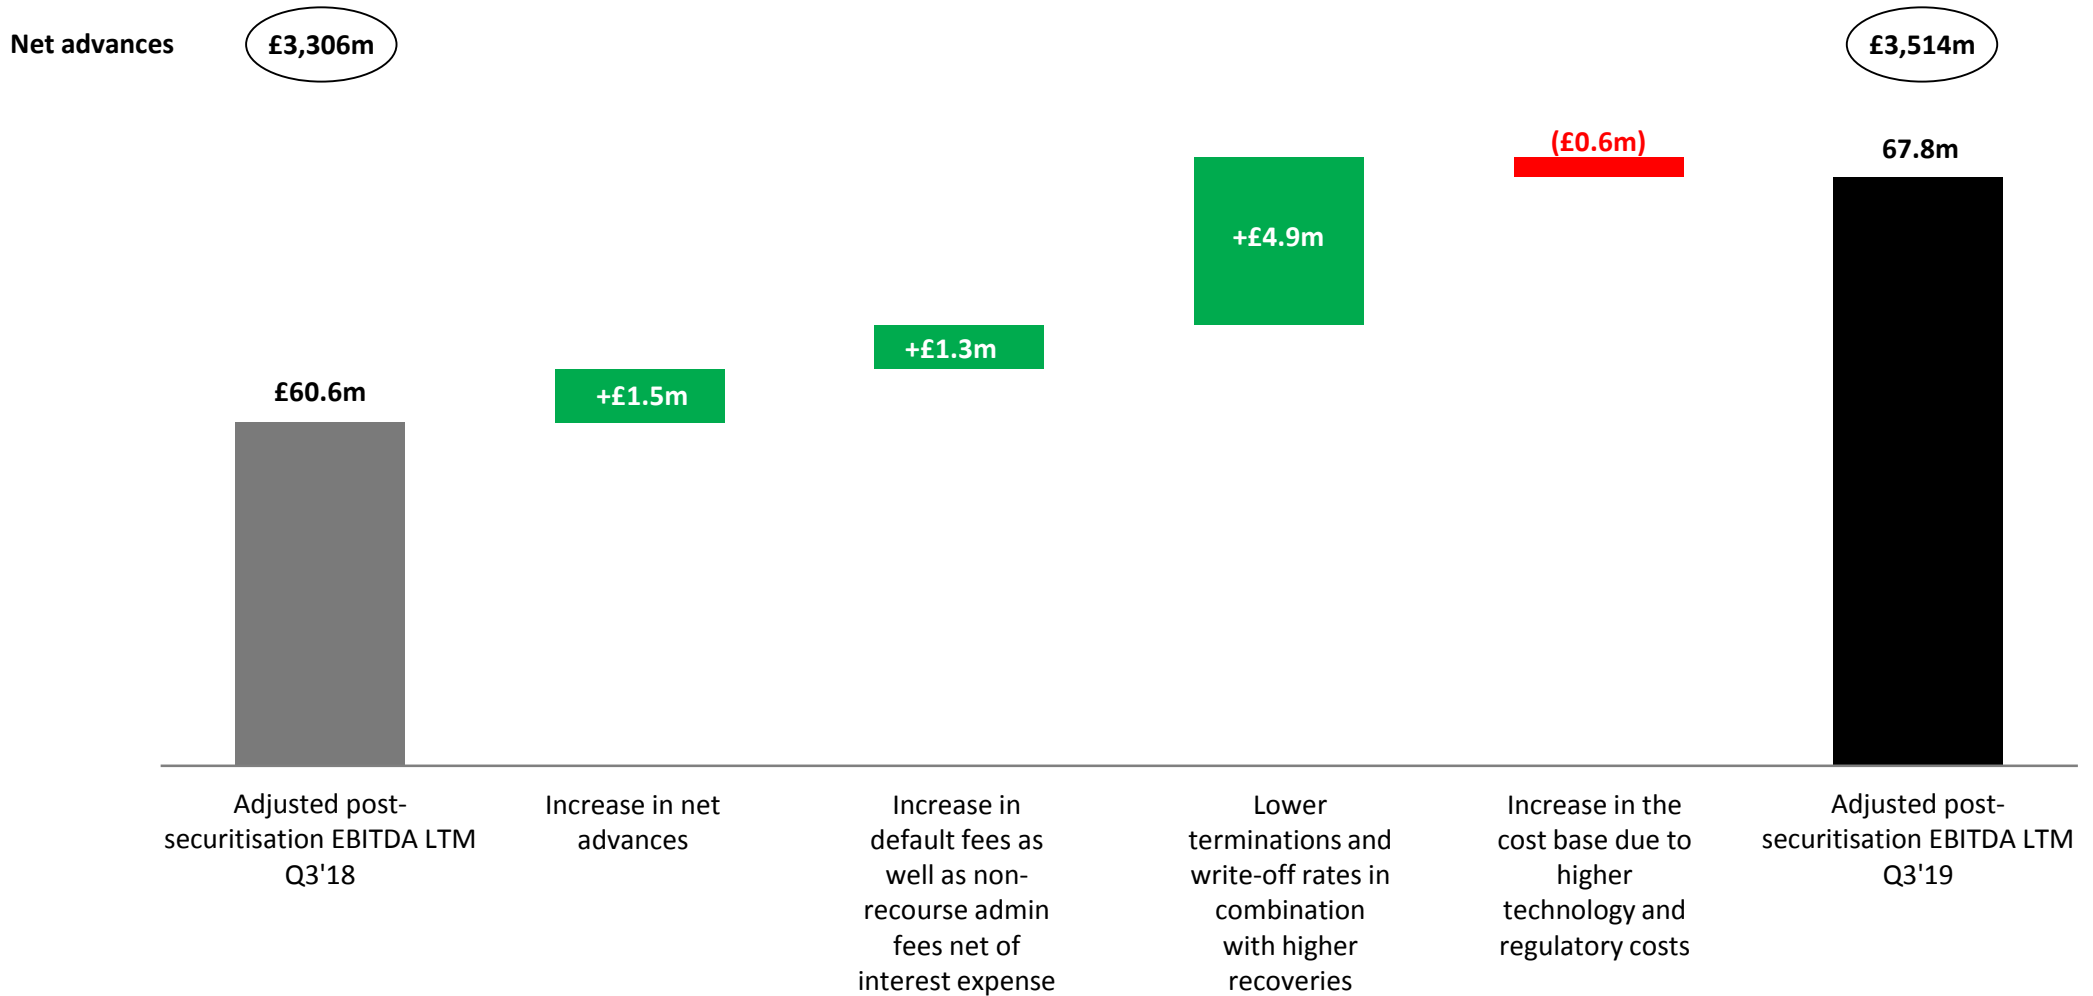 Net advances
£3,306m
£3,514m
(£0.6m)
67.8m
+£4.9m
+£1.3m
£60.6m
+£1.5m
Adjusted post-
securitisation EBITDA LTM
Q3'18
Increase in net
advances
Increase in
default fees as
well as non-
recourse admin
fees net of
interest expense
Lower
terminations and
write-off rates in
combination
with higher
recoveries
Increase in the
cost base due to
higher
technology and
regulatory costs
Adjusted post-
securitisation EBITDA LTM
Q3'19